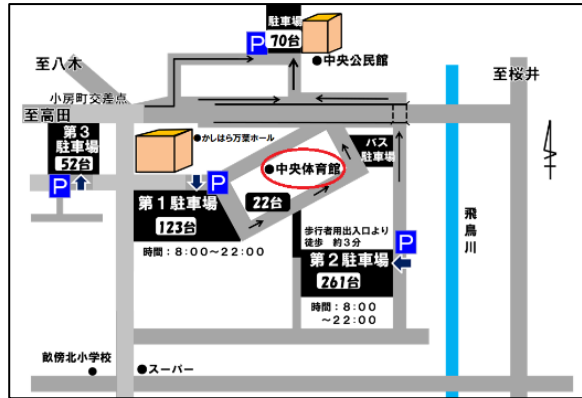 駐車場
70台
P
●中央公民館
至八木
至桜井
小房町交差点
至高田
第3
駐車場
52台
P
●かしはら万葉ホール
バス
駐車場
●中央体育館
P
22台
第1駐車場
123台
時間：8:00～22:00
歩行者用出入口より
徒歩 約3分
P
第2駐車場
261台
時間：8:00
～22:00
飛鳥川
畝傍北小学校
●
●スーパー